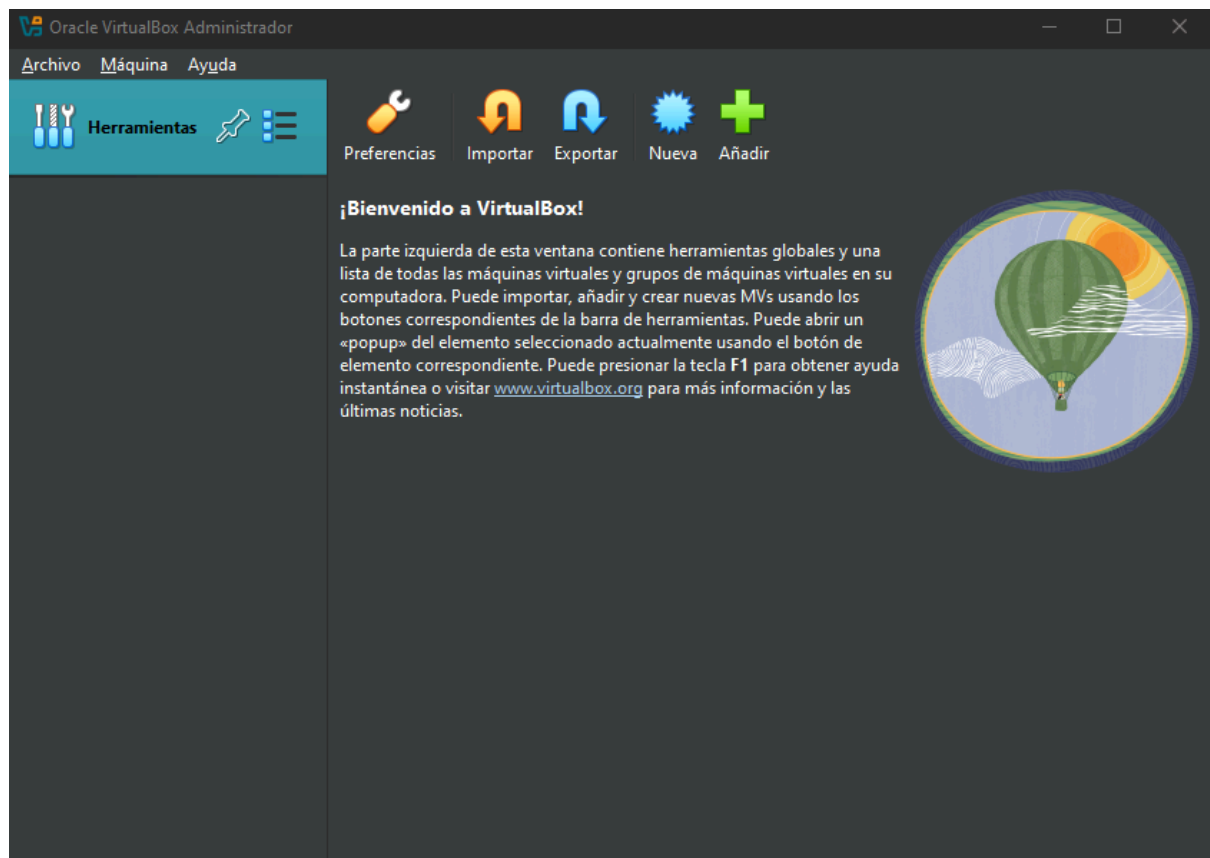 Oracle VirtualBox Administrador
Archivo Máquina Ayuda
Herramientas
Preferencias Importar Exportar Nueva Añadir
¡Bienvenido a VirtualBox!
La parte izquierda de esta ventana contiene herramientas globales y una
lista de todas las máquinas virtuales y grupos de máquinas virtuales en su
computadora. Puede importar, añadir y crear nuevas MVs usando los
botones correspondientes de la barra de herramientas. Puede abrir un
«popup» del elemento seleccionado actualmente usando el botón de
elemento correspondiente. Puede presionar la tecla F1 para obtener ayuda
instantánea o visitar www.virtualbox.org para más información y las
últimas noticias.